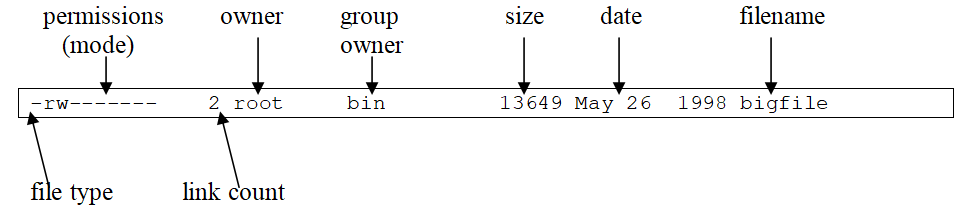 permissions owner group size date filename
(mode) owner
-rw------- 2 root bin 13649 May 26 1998 bigfile
file type link count